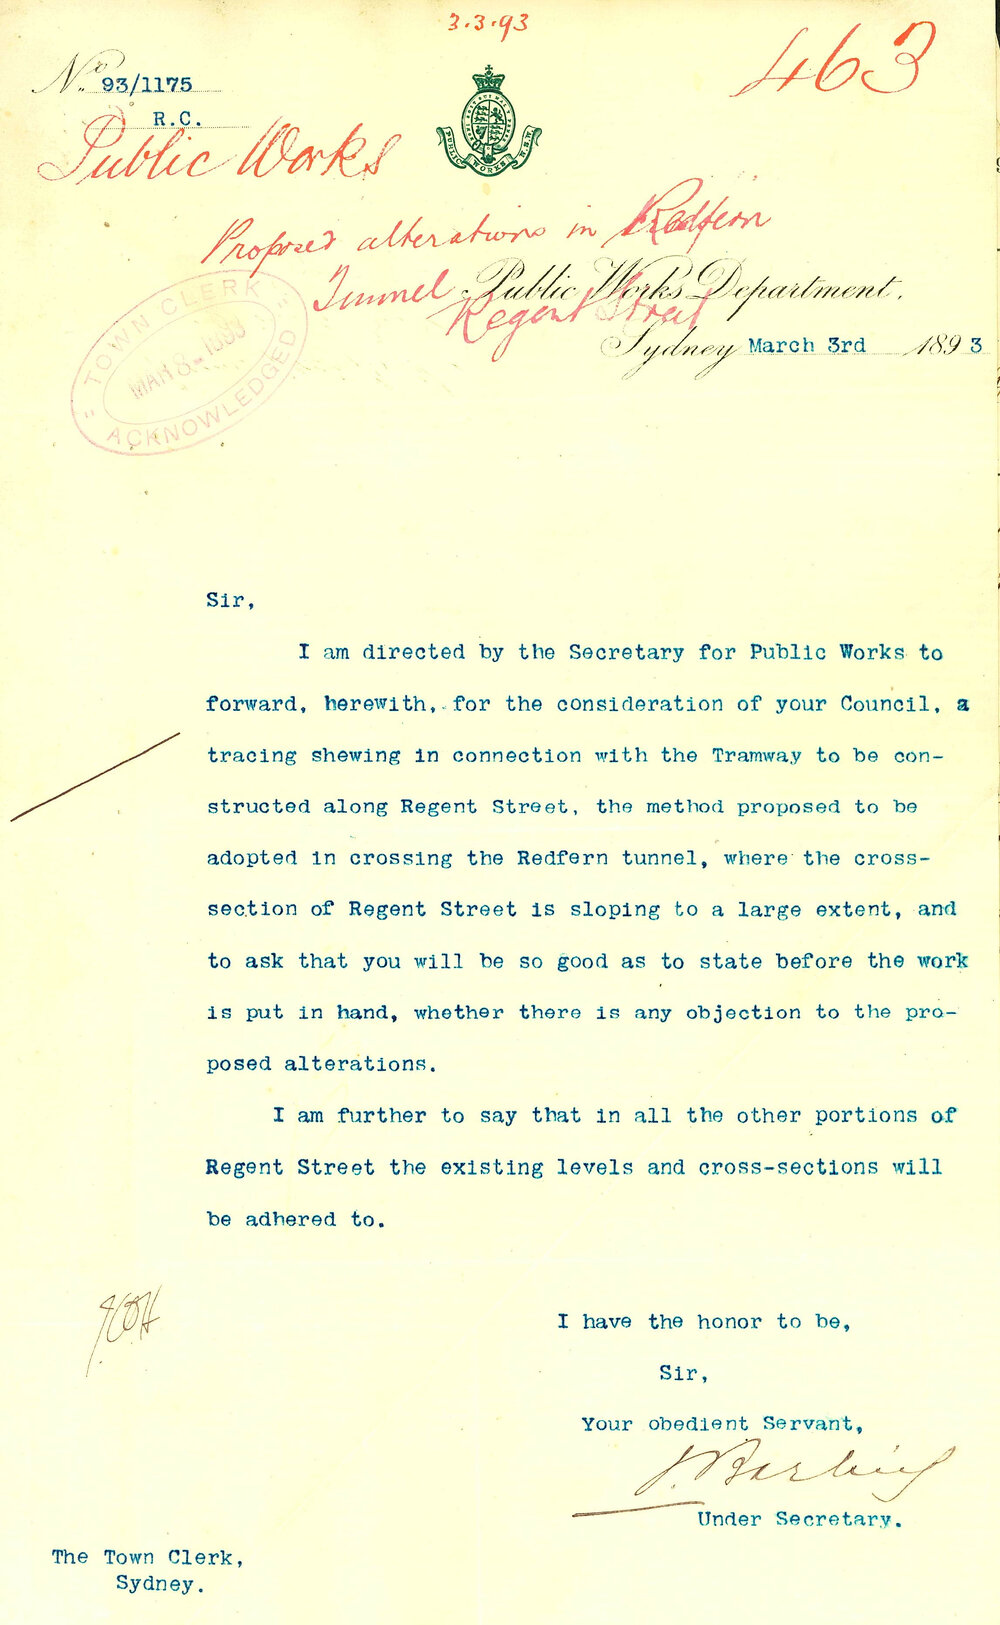 3.3.93
463
No. 93/1175
R.C.
Public Works
PUBLIC WORKS N.S.W.
Proposed alterations in Redfern
Tunnel
Regent Street
Public Works Department,
Sydney March 3rd 1893
"TOWN CLERK"
MAR 8-1893
ACKNOWLEDGED
Sir,
I am directed by the Secretary for Public Works to
forward, herewith, for the consideration of your Council, a
tracing shewing in connection with the Tramway to be con-
structed along Regent Street, the method proposed to be
adopted in crossing the Redfern tunnel, where the cross-
section of Regent Street is sloping to a large extent, and
to ask that you will be so good as to state before the work
is put in hand, whether there is any objection to the pro-
posed alterations.
I am further to say that in all the other portions of
Regent Street the existing levels and cross-sections will
be adhered to.
I have the honor to be,
Sir,
Your obedient Servant,
J. Barling
Under Secretary.
The Town Clerk,
Sydney.